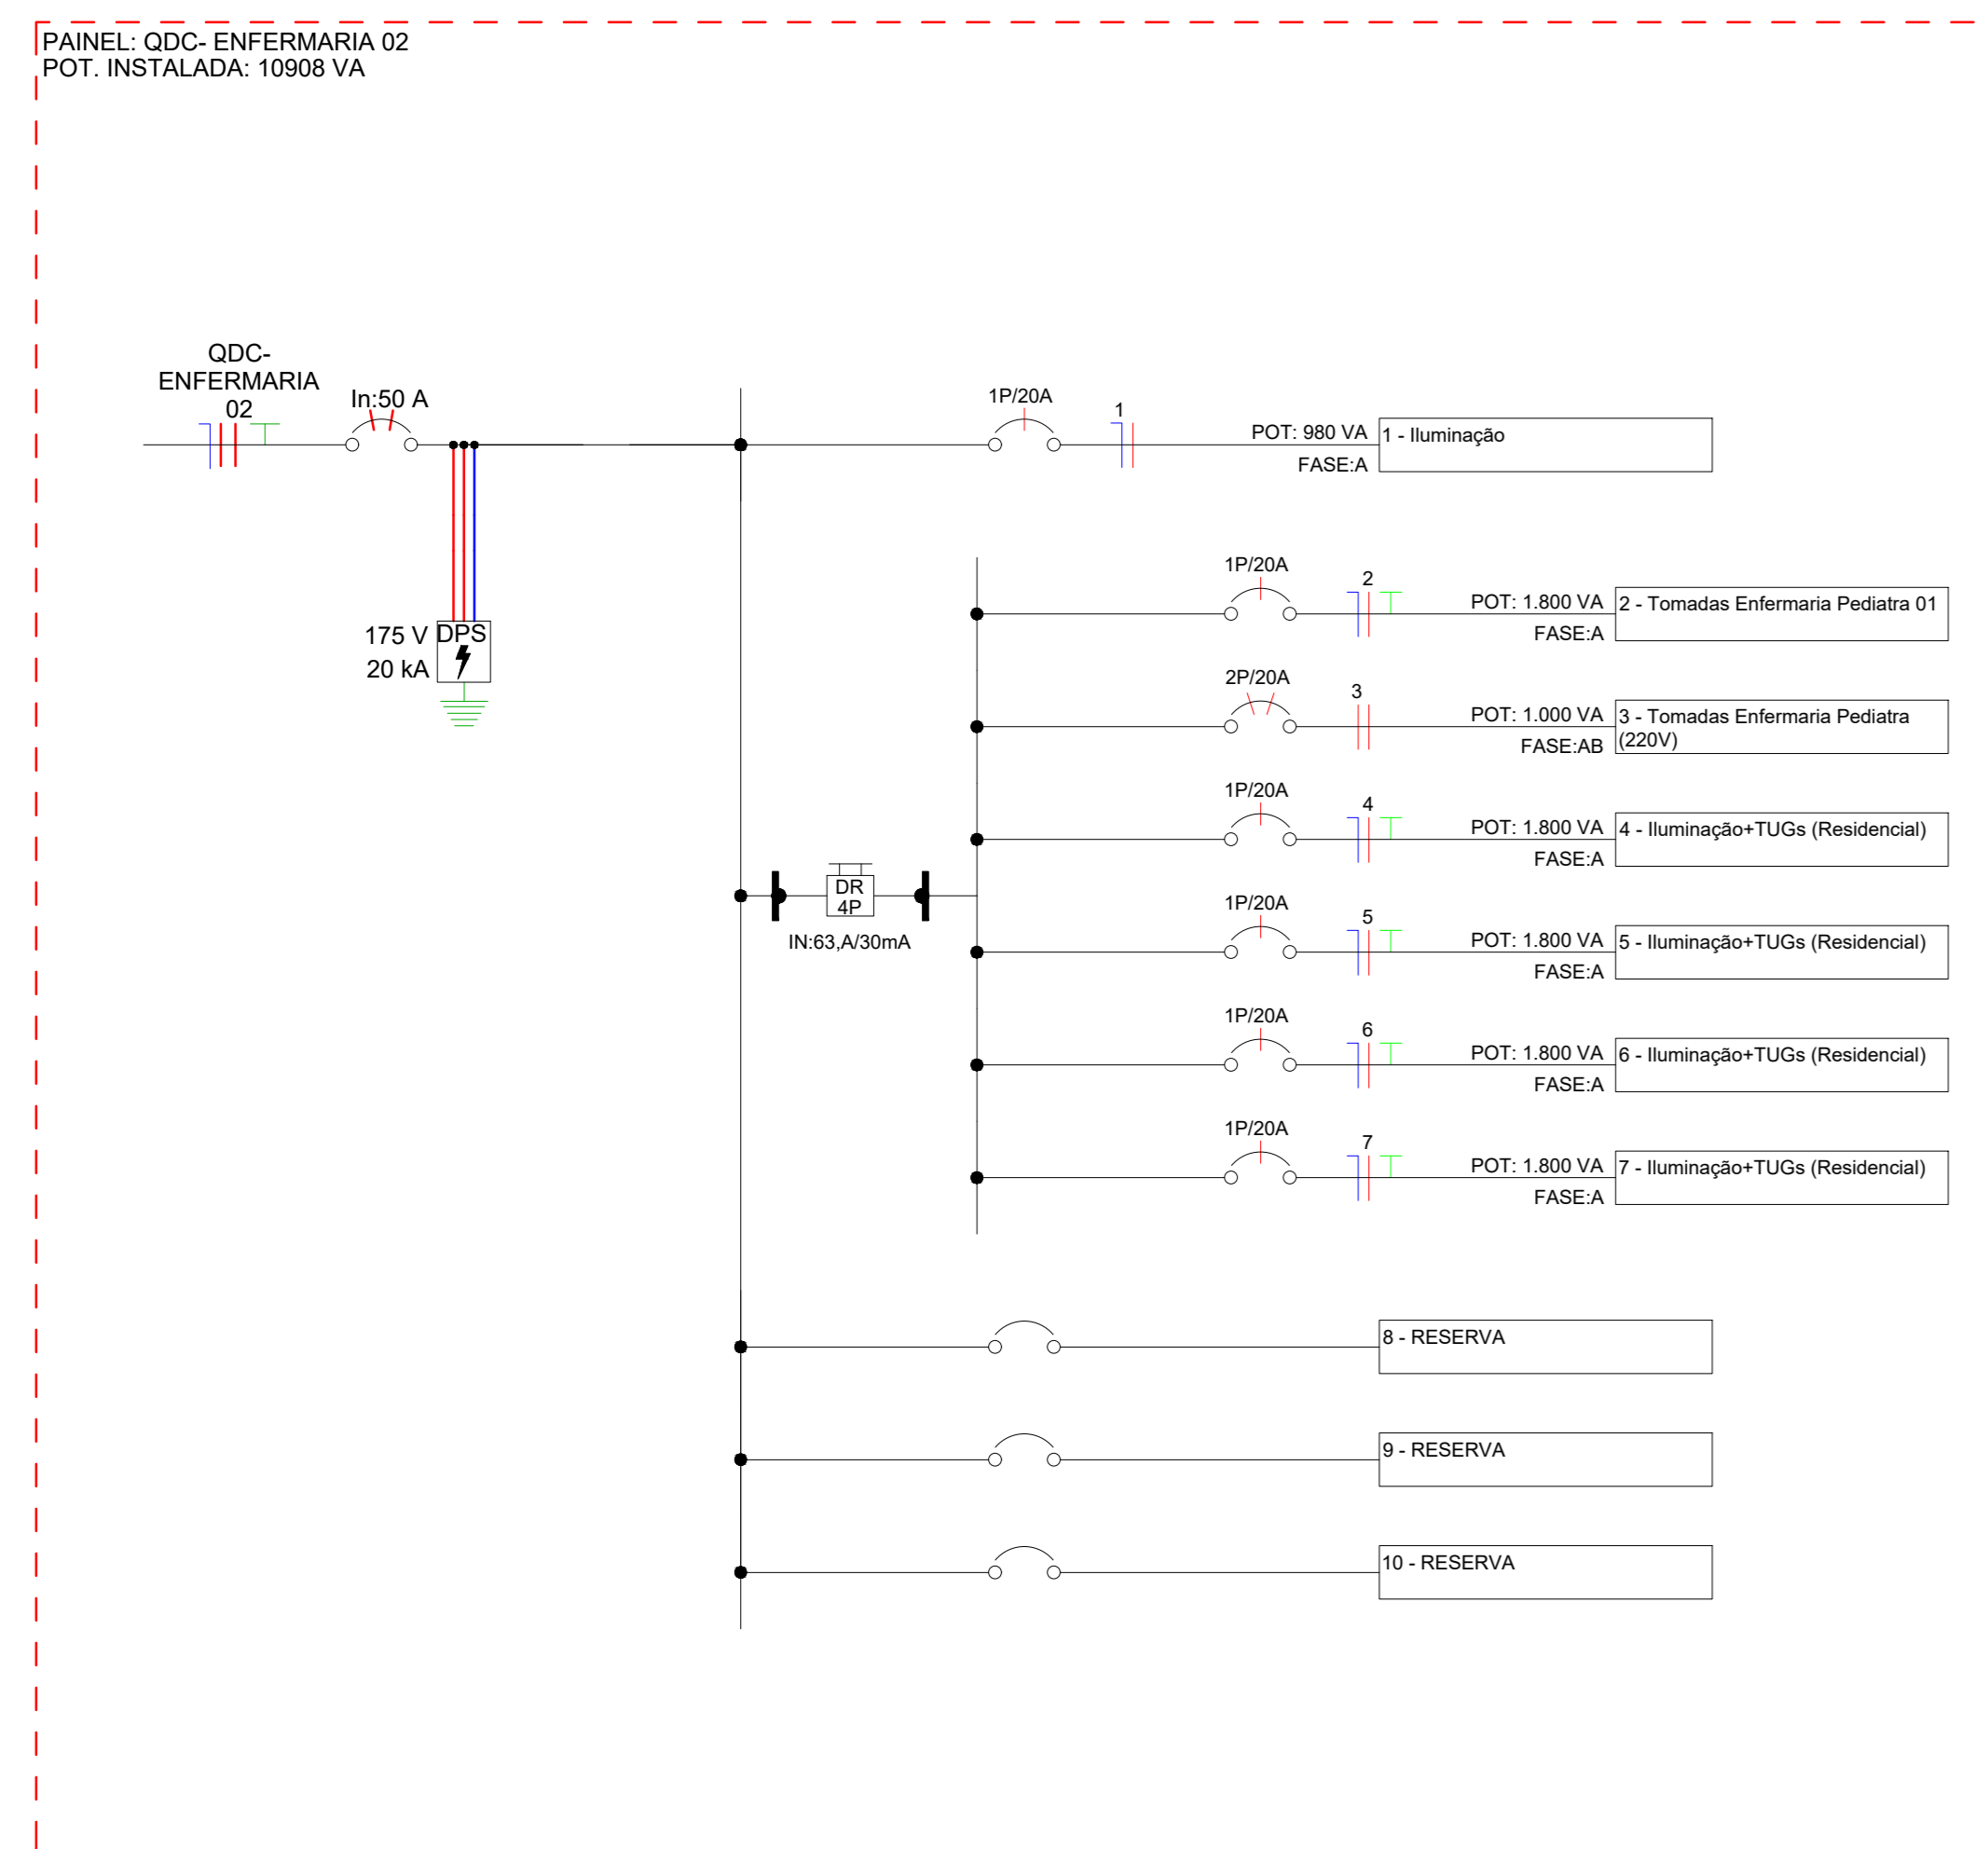 PAINEL: QDC- ENFERMARIA 02
POT. INSTALADA: 10908 VA
QDC-
ENFERMARIA
02
In:50 A
175 V
20 kA
DPS
1P/20A
1
POT: 980 VA
FASE:A
1 - Iluminação
1P/20A
2
POT: 1.800 VA
FASE:A
2 - Tomadas Enfermaria Pediatra 01
2P/20A
3
POT: 1.000 VA
FASE:AB
3 - Tomadas Enfermaria Pediatra
(220V)
1P/20A
4
POT: 1.800 VA
FASE:A
4 - Iluminação+TUGs (Residencial)
DR
4P
IN:63,A/30mA
1P/20A
5
POT: 1.800 VA
FASE:A
5 - Iluminação+TUGs (Residencial)
1P/20A
6
POT: 1.800 VA
FASE:A
6 - Iluminação+TUGs (Residencial)
1P/20A
7
POT: 1.800 VA
FASE:A
7 - Iluminação+TUGs (Residencial)
8 - RESERVA
9 - RESERVA
10 - RESERVA